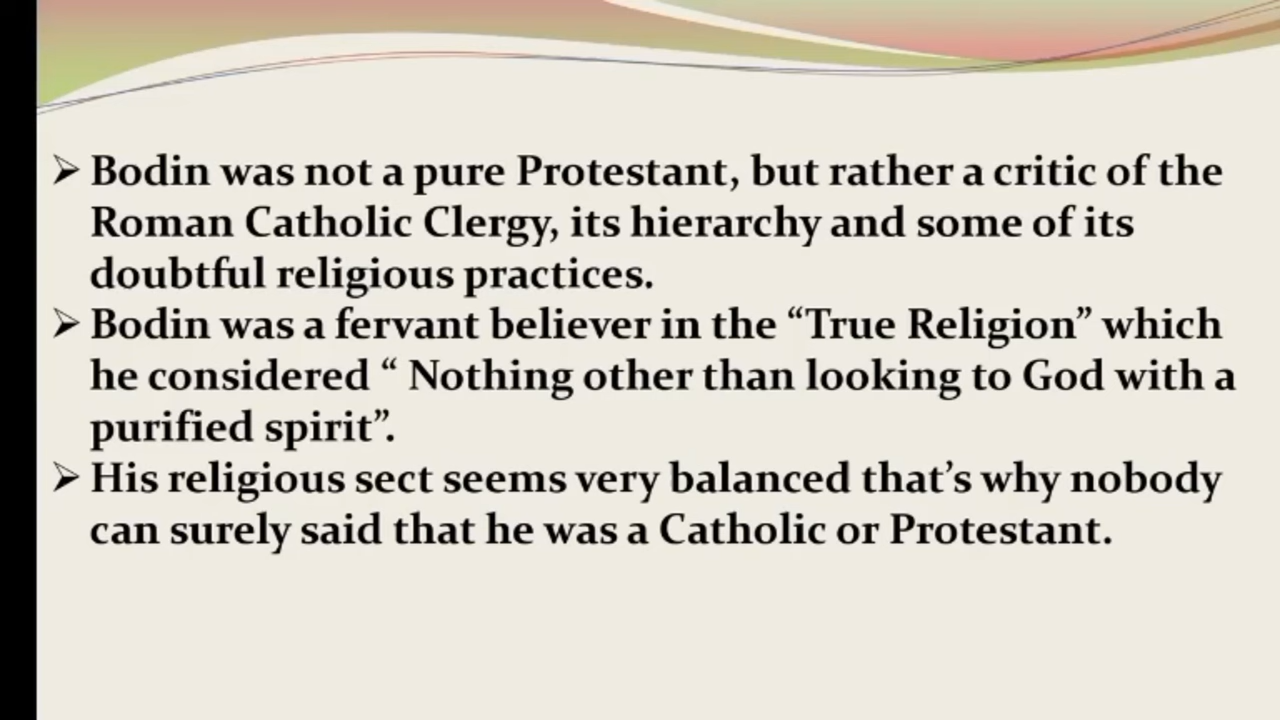 ➢ Bodin was not a pure Protestant, but rather a critic of the
Roman Catholic Clergy, its hierarchy and some of its
doubtful religious practices.
➢ Bodin was a fervant believer in the “True Religion” which
he considered “ Nothing other than looking to God with a
purified spirit”.
➢ His religious sect seems very balanced that’s why nobody
can surely said that he was a Catholic or Protestant.